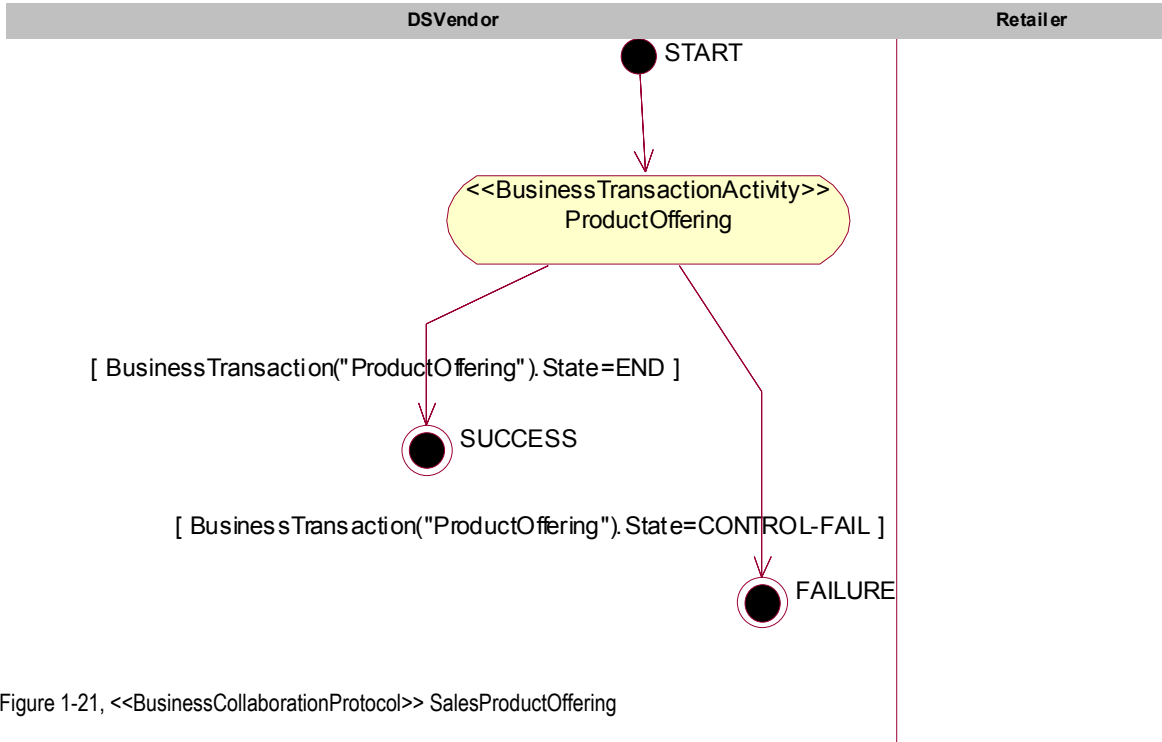 DSVendor Retailer
START
<<BusinessTransactionActivity>>
ProductOffering
[ BusinessTransaction("ProductOffering").State=END ]
SUCCESS
[ BusinessTransaction("ProductOffering").State=CONTROL-FAIL ]
FAILURE
Figure 1-21, <<BusinessCollaborationProtocol>> SalesProductOffering